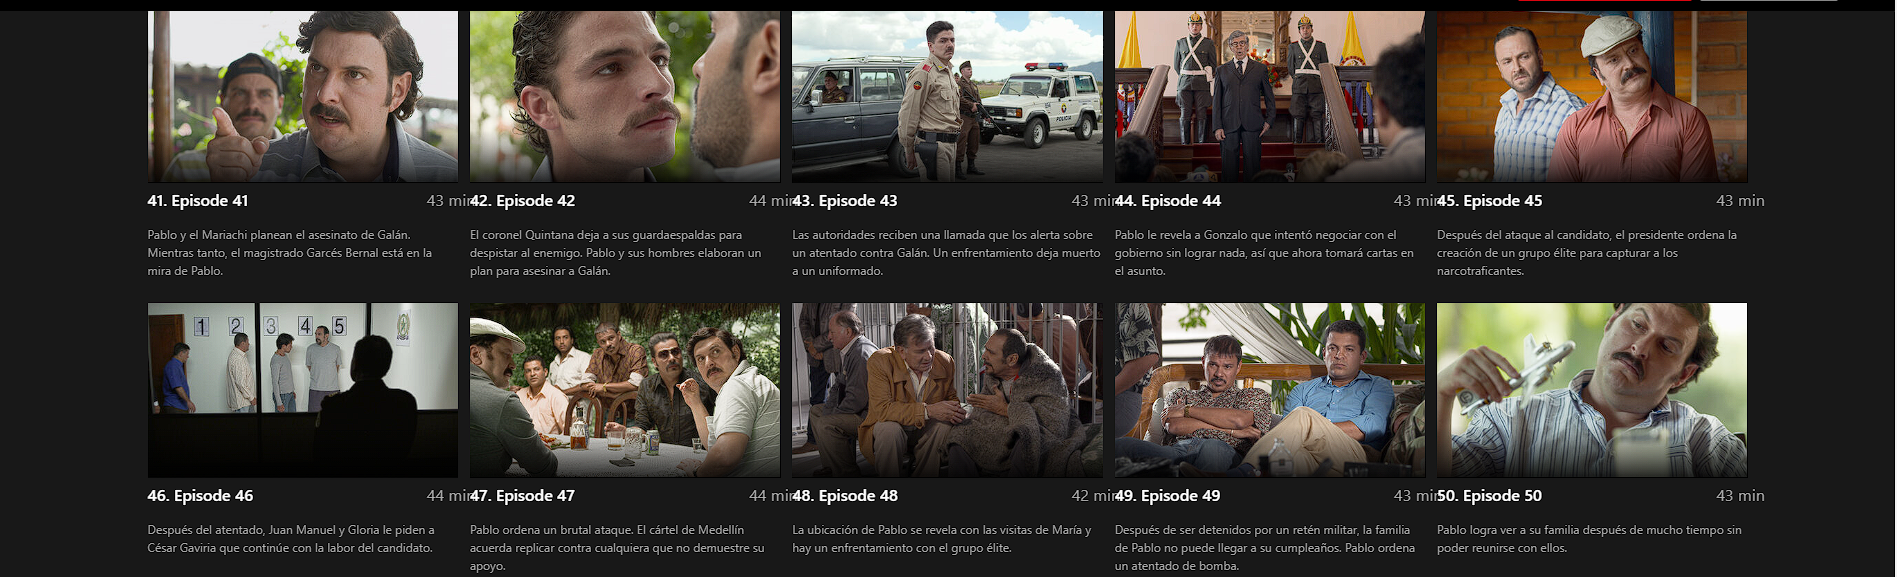 POLICIA
41. Episode 41
43 min
Pablo y el Mariachi planean el asesinato de Galán.
Mientras tanto, el magistrado Garcés Bernal está en la
mira de Pablo.
42. Episode 42
44 min
El coronel Quintana deja a sus guardaespaldas para
despistar al enemigo. Pablo y sus hombres elaboran un
plan para asesinar a Galán.
43. Episode 43
43 min
Las autoridades reciben una llamada que los alerta sobre
un atentado contra Galán. Un enfrentamiento deja muerto
a un uniformado.
44. Episode 44
43 min
Pablo le revela a Gonzalo que intentó negociar con el
gobierno sin lograr nada, así que ahora tomará cartas en
el asunto.
45. Episode 45
43 min
Después del ataque al candidato, el presidente ordena la
creación de un grupo élite para capturar a los
narcotraficantes.
1 2 3 4 5
46. Episode 46
44 min
Después del atentado, Juan Manuel y Gloria le piden a
César Gaviria que continúe con la labor del candidato.
47. Episode 47
44 min
Pablo ordena un brutal ataque. El cártel de Medellín
acuerda replicar contra cualquiera que no demuestre su
apoyo.
48. Episode 48
42 min
La ubicación de Pablo se revela con las visitas de María y
hay un enfrentamiento con el grupo élite.
49. Episode 49
43 min
Después de ser detenidos por un retén militar, la familia
de Pablo no puede llegar a su cumpleaños. Pablo ordena
un atentado de bomba.
50. Episode 50
43 min
Pablo logra ver a su familia después de mucho tiempo sin
poder reunirse con ellos.